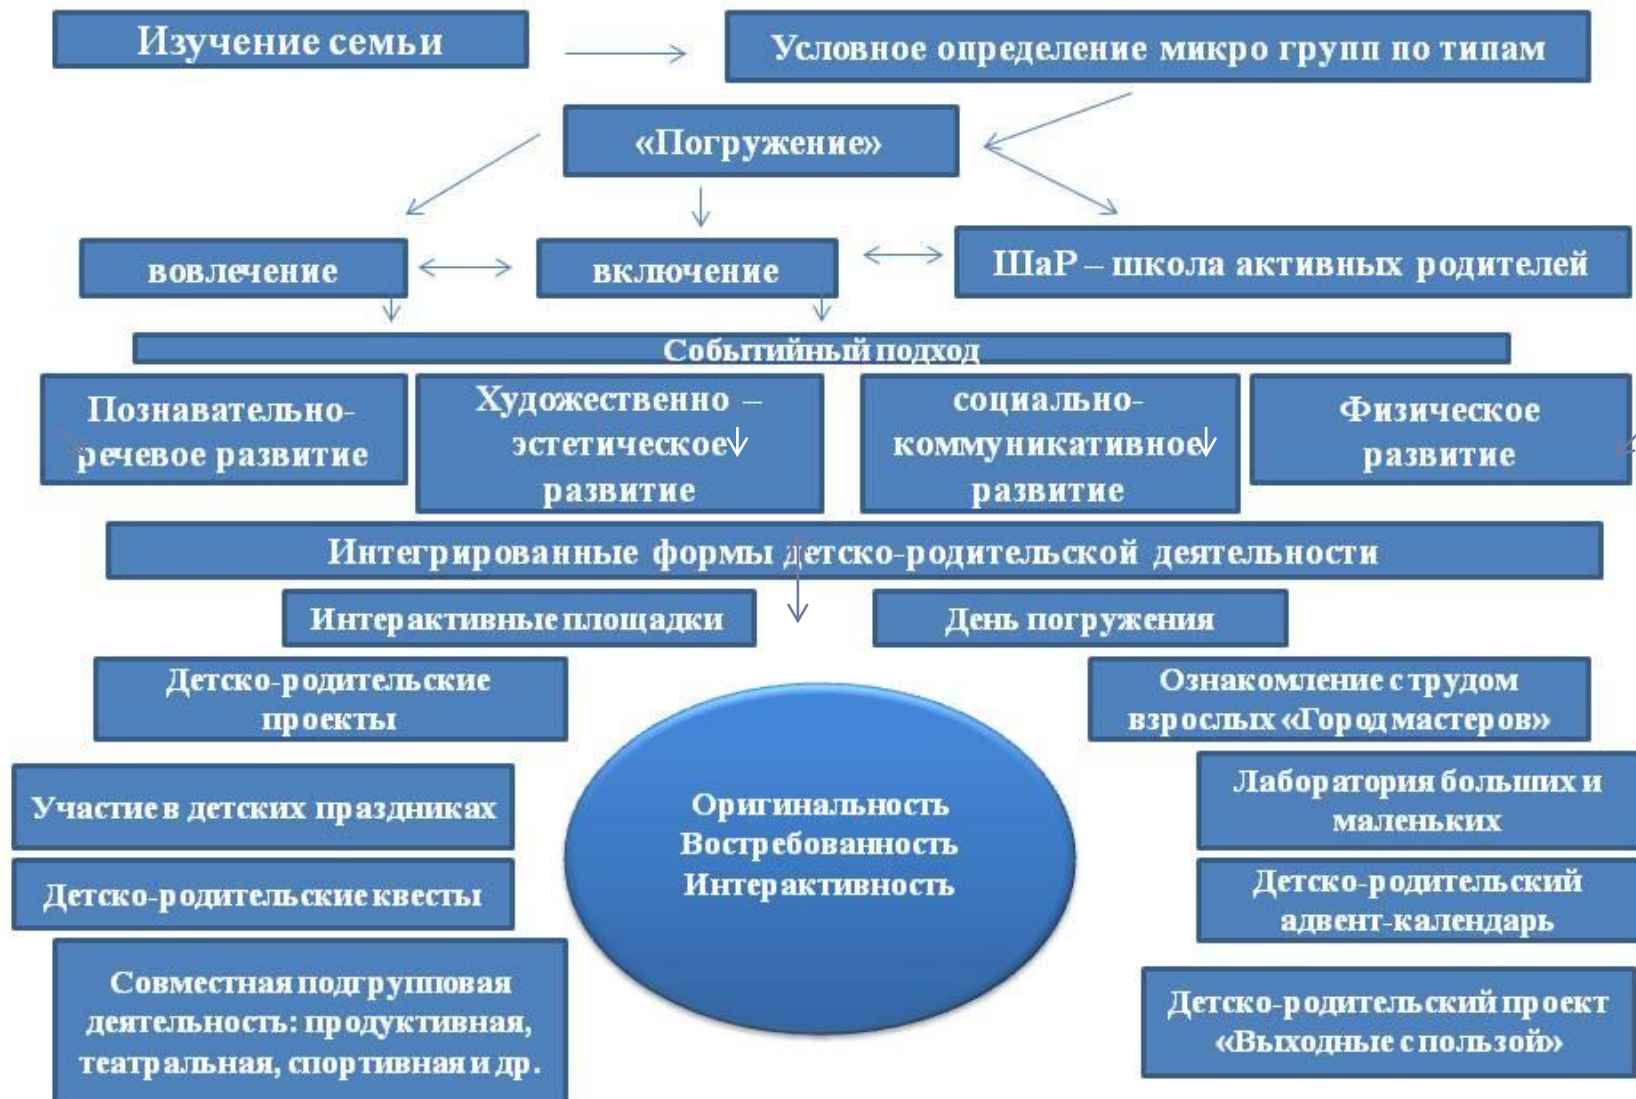 Изучение семьи
Условное определение микро групп по типам
«Погружение»
вовлечение
включение
ШаР – школа активных родителей
Событийный подход
Познавательно-
речевое развитие
Художественно –
эстетическое
развитие
социально-
коммуникативное
развитие
Физическое
развитие
Интегрированные формы детско-родительской деятельности
Интерактивные площадки
День погружения
Детско-родительские
проекты
Ознакомление с трудом
взрослых «Город мастеров»
Участие в детских праздниках
Оригинальность
Востребованность
Интерактивность
Лаборатория больших и
маленьких
Детско-родительские квесты
Детско-родительский
адвент-календарь
Совместная подгрупповая
деятельность: продуктивная,
театральная, спортивная и др.
Детско-родительский проект
«Выходные с пользой»